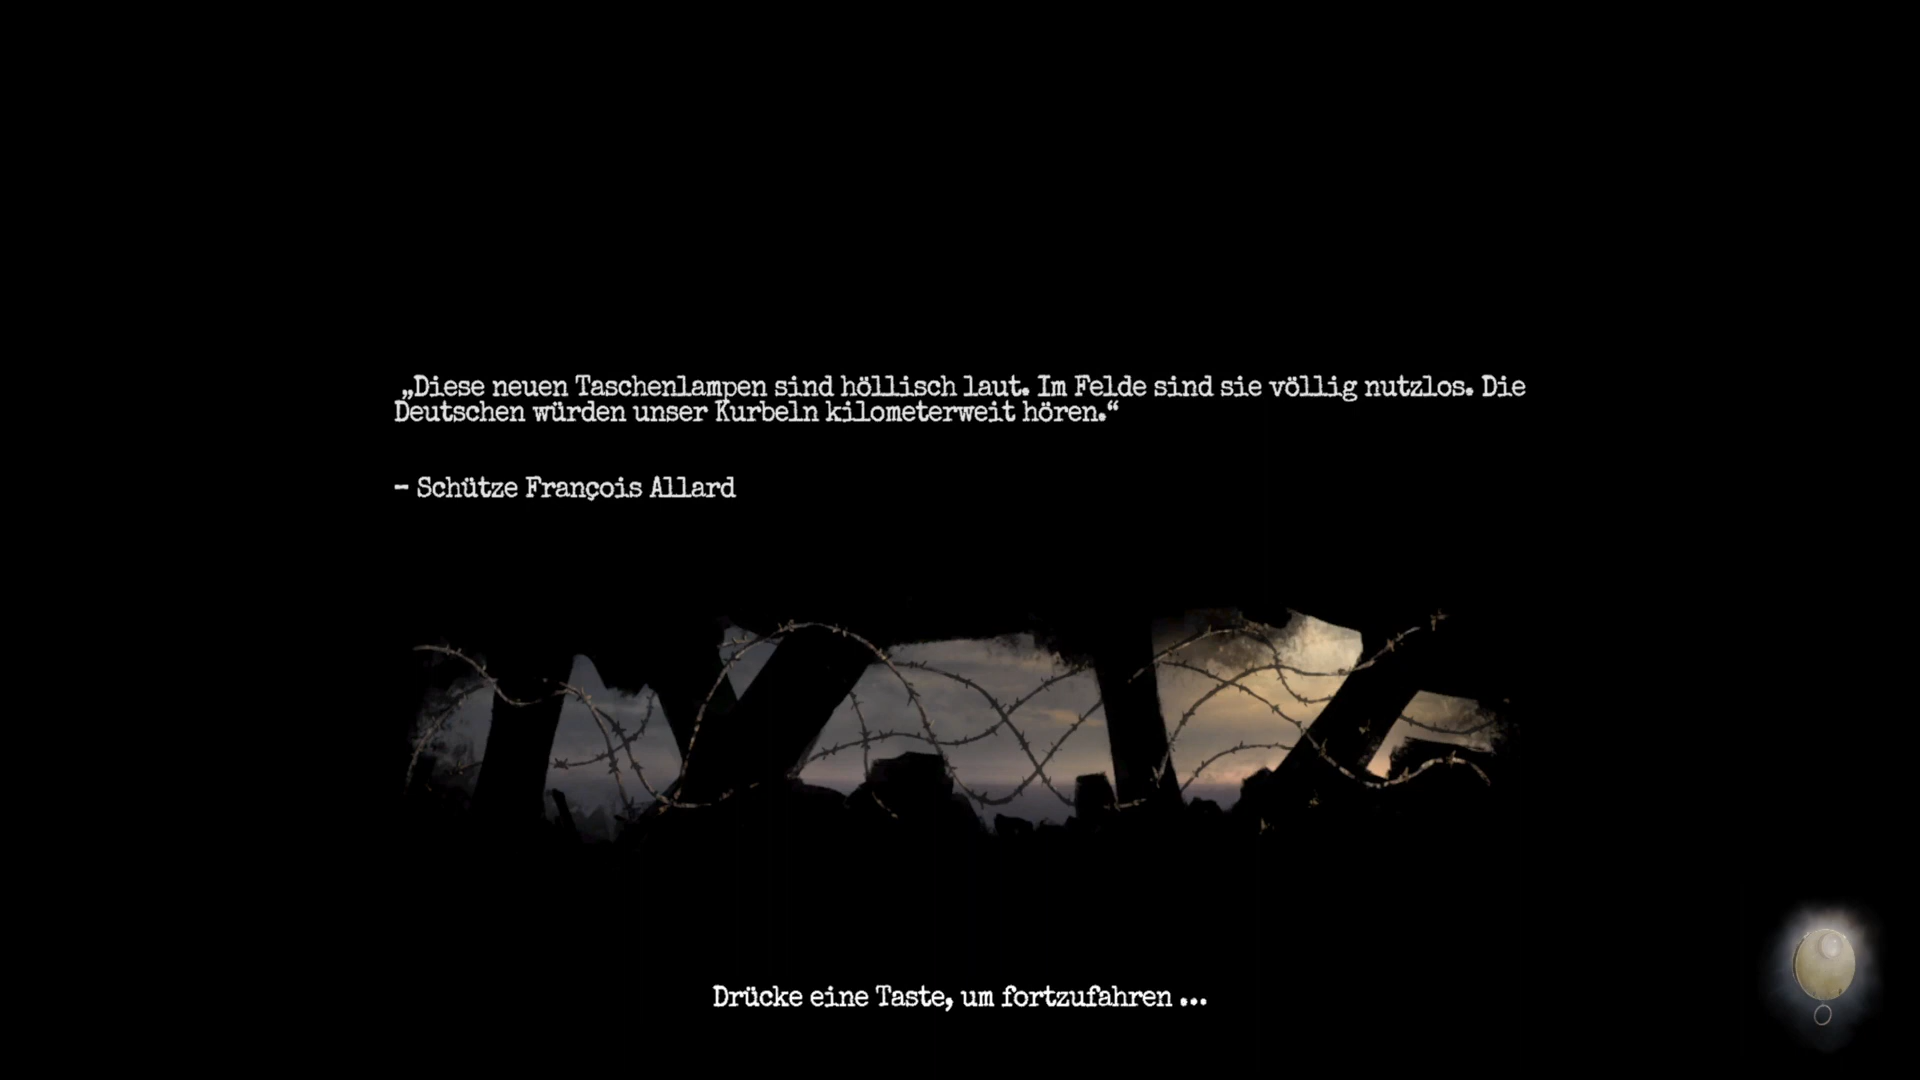 „Diese neuen Taschenlampen sind höllisch laut. Im Felde sind sie völlig nutzlos. Die
Deutschen würden unser Kurbeln kilometerweit hören.“
- Schütze François Allard
Drücke eine Taste, um fortzufahren ...